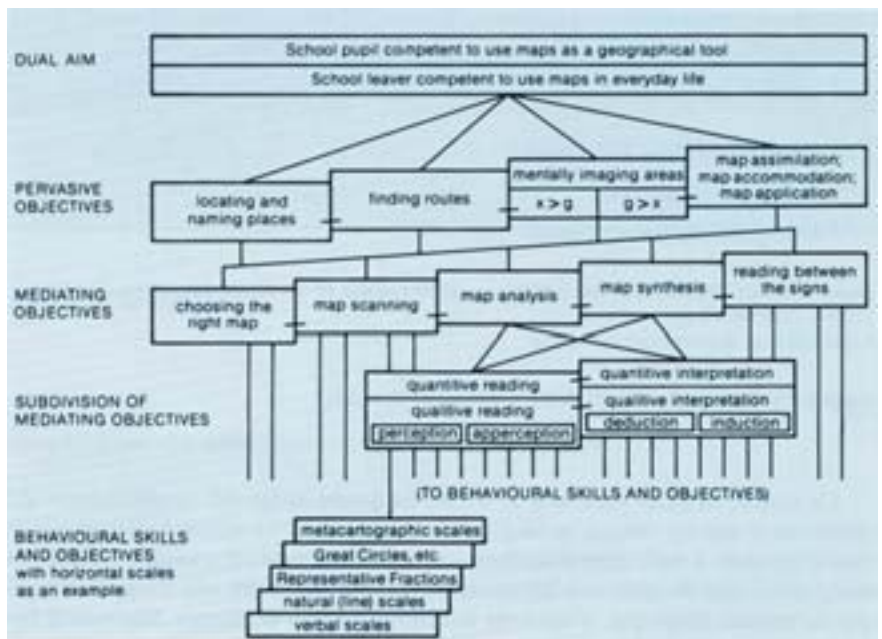 DUAL AIM
School pupil competent to use maps as a geographical tool
School leaver competent to use maps in everyday life
PERVASIVE
OBJECTIVES
locating and
naming places
finding routes
mentally imaging areas
x > g
g > x
map assimilation;
map accommodation;
map application
MEDIATING
OBJECTIVES
choosing the
right map
map scanning
map analysis
map synthesis
reading between
the signs
SUBDIVISION OF
MEDIATING OBJECTIVES
quantitive reading
qualitive reading
perception
apperception
quantitive interpretation
qualitive interpretation
deduction
induction
(TO BEHAVIOURAL SKILLS AND OBJECTIVES)
BEHAVIOURAL SKILLS
AND OBJECTIVES
with horizontal scales
as an example.
metacartographic scales
Great Circles, etc.
Representative Fractions
natural (line) scales
verbal scales